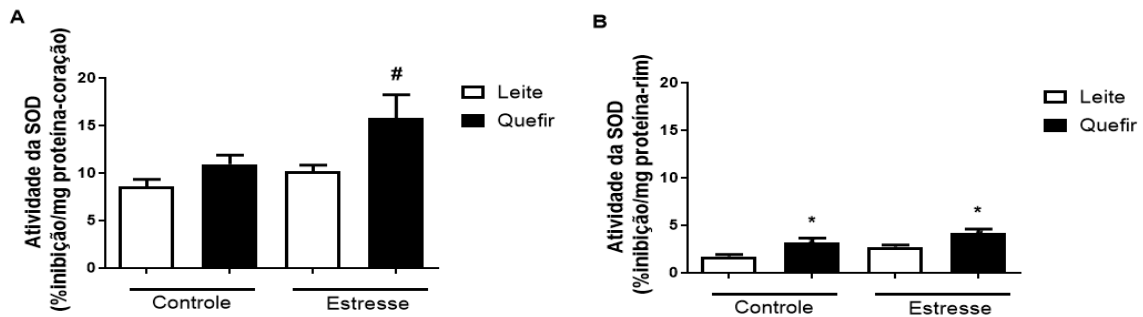 A
Atividade da SOD
(%inibição/mg proteína-coração)
20
15
10
5
0
#
Leite
Quefir
Controle
Estresse
B
Atividade da SOD
(%inibição/mg proteína-rim)
20
15
10
5
0
*
*
Leite
Quefir
Controle
Estresse